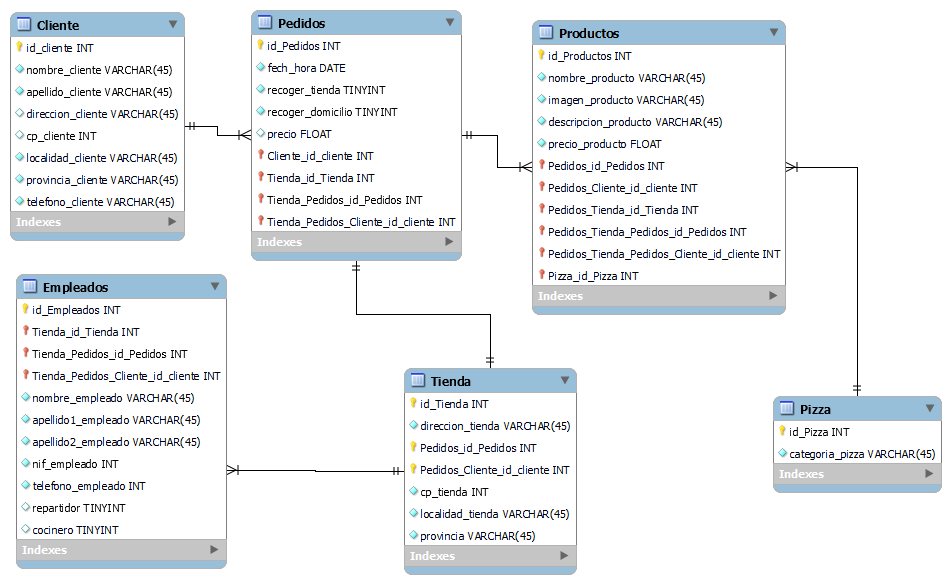 Cliente
id_cliente INT
nombre_cliente VARCHAR(45)
apellido_cliente VARCHAR(45)
direccion_cliente VARCHAR(45)
cp_cliente INT
localidad_cliente VARCHAR(45)
provincia_cliente VARCHAR(45)
telefono_cliente VARCHAR(45)
Indexes
Pedidos
id_Pedidos INT
fech_hora DATE
recoger_tienda TINYINT
recoger_domicilio TINYINT
precio FLOAT
Cliente_id_cliente INT
Tienda_id_Tienda INT
Tienda_Pedidos_id_Pedidos INT
Tienda_Pedidos_Cliente_id_cliente INT
Indexes
Productos
id_Productos INT
nombre_producto VARCHAR(45)
imagen_producto VARCHAR(45)
descripcion_producto VARCHAR(45)
precio_producto FLOAT
Pedidos_id_Pedidos INT
Pedidos_Cliente_id_cliente INT
Pedidos_Tienda_id_Tienda INT
Pedidos_Tienda_Pedidos_id_Pedidos INT
Pedidos_Tienda_Pedidos_Cliente_id_cliente INT
Pizza_id_Pizza INT
Indexes
Empleados
id_Empleados INT
Tienda_id_Tienda INT
Tienda_Pedidos_id_Pedidos INT
Tienda_Pedidos_Cliente_id_cliente INT
nombre_empleado VARCHAR(45)
apellido1_empleado VARCHAR(45)
apellido2_empleado VARCHAR(45)
nif_empleado INT
telefono_empleado INT
repartidor TINYINT
cocinero TINYINT
Indexes
Tienda
id_Tienda INT
direccion_tienda VARCHAR(45)
Pedidos_id_Pedidos INT
Pedidos_Cliente_id_cliente INT
cp_tienda INT
localidad_tienda VARCHAR(45)
provincia VARCHAR(45)
Indexes
Pizza
id_Pizza INT
categoria_pizza VARCHAR(45)
Indexes